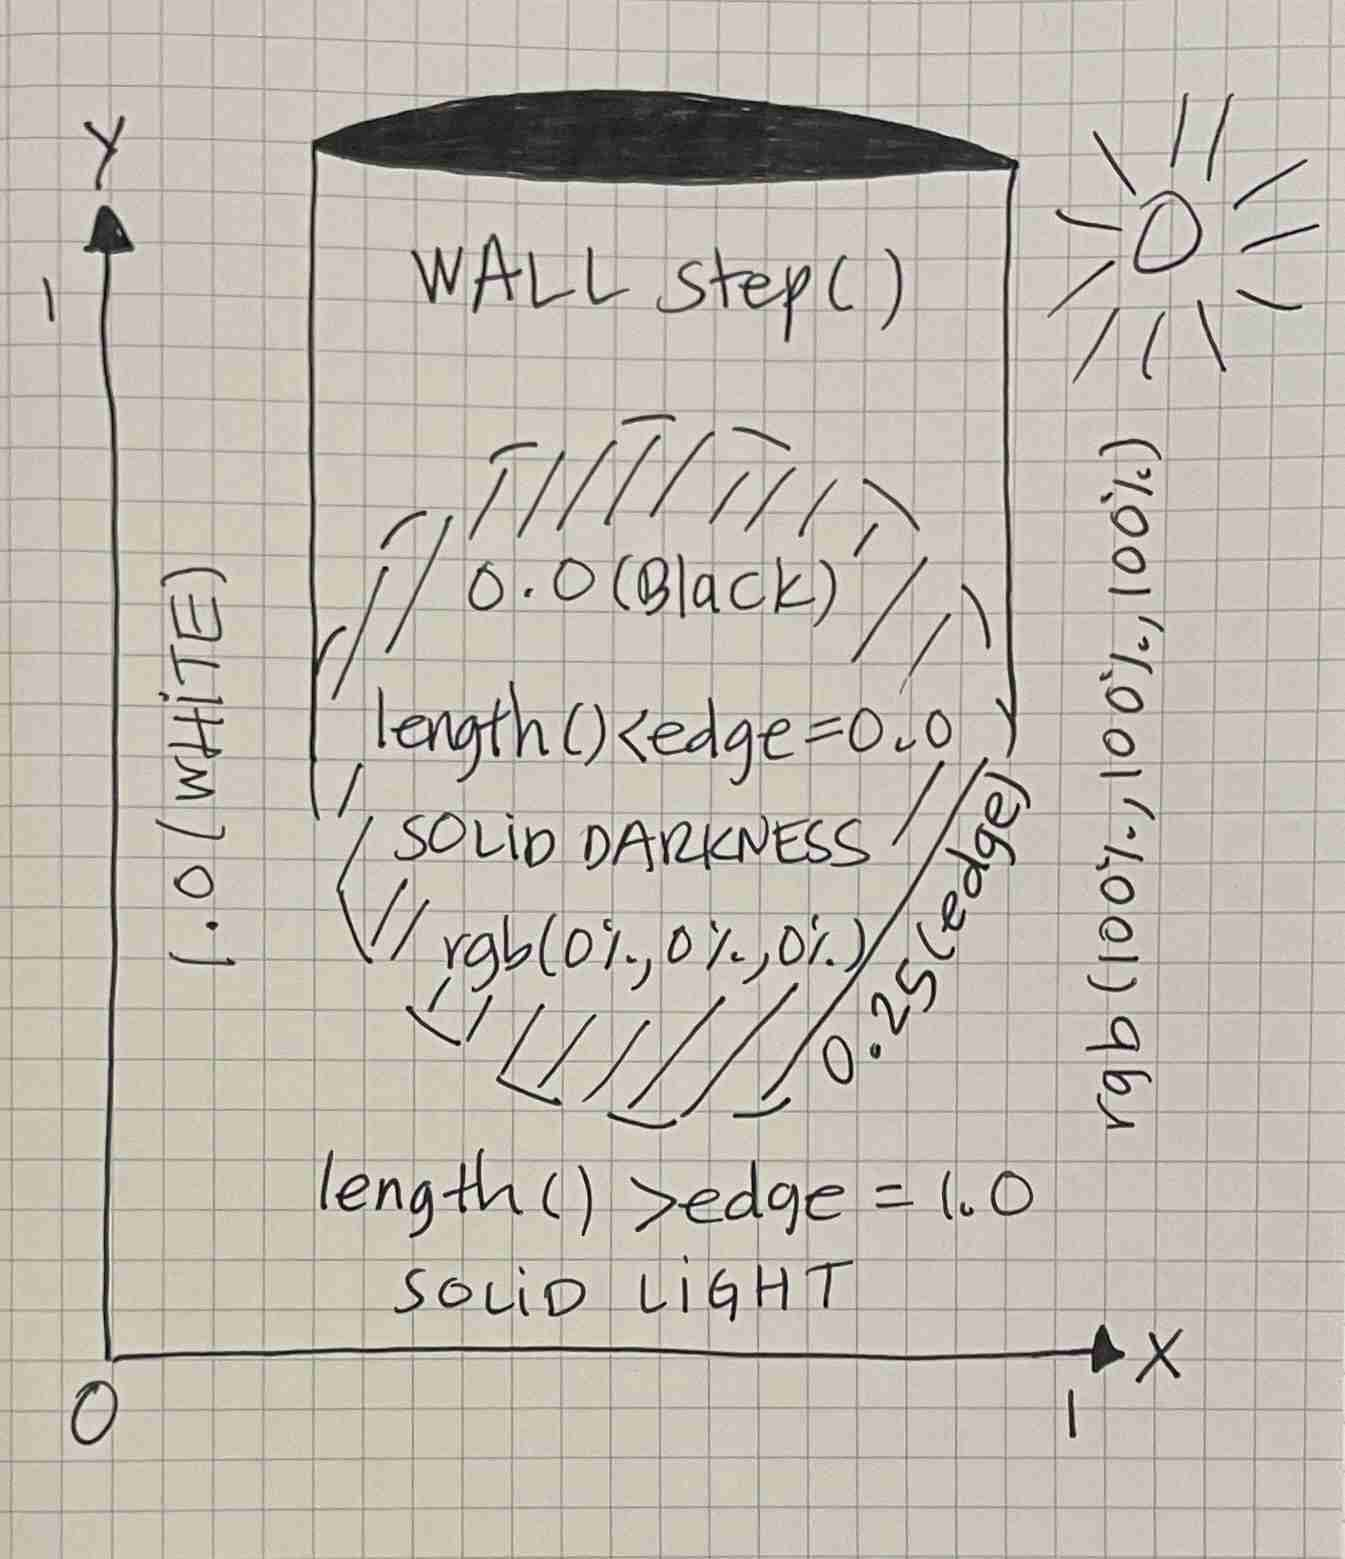 Y
1
WALL step()
1.0 (WHiTE)
0.0 (Black)
length()<edge=0.0
SOLiD DARKNESS
rgb(0%,0%,0%)
0.25 (edge)
rgb (100%,100%,100%)
length() >edge = 1.0
SOLiD LiGHT
X
0
1